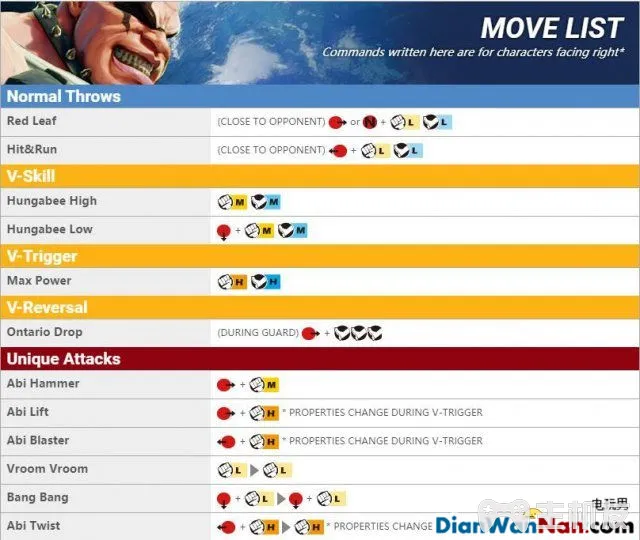 MOVE LIST
Commands written here are for characters facing right*
Normal Throws
Red Leaf (CLOSE TO OPPONENT) or N + L L
Hit&Run (CLOSE TO OPPONENT) + L L
V-Skill
Hungabee High M M
Hungabee Low + M M
V-Trigger
Max Power H H
V-Reversal
Ontario Drop (DURING GUARD) +
Unique Attacks
Abi Hammer + M
Abi Lift + H * PROPERTIES CHANGE DURING V-TRIGGER
Abi Blaster + H * PROPERTIES CHANGE DURING V-TRIGGER
Vroom Vroom L L
Bang Bang + L + L
电玩男
Abi Twist + H H * PROPERTIES CHANGE
DianWanNan.com